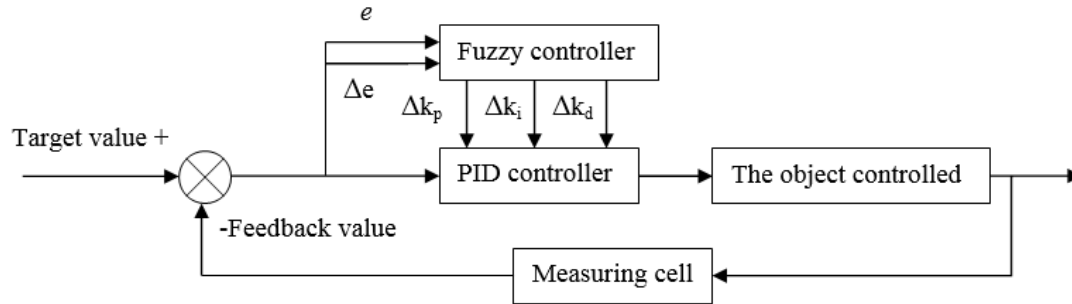 e
Fuzzy controller
Δe
Δkp Δki Δkd
Target value +
PID controller
The object controlled
-Feedback value
Measuring cell